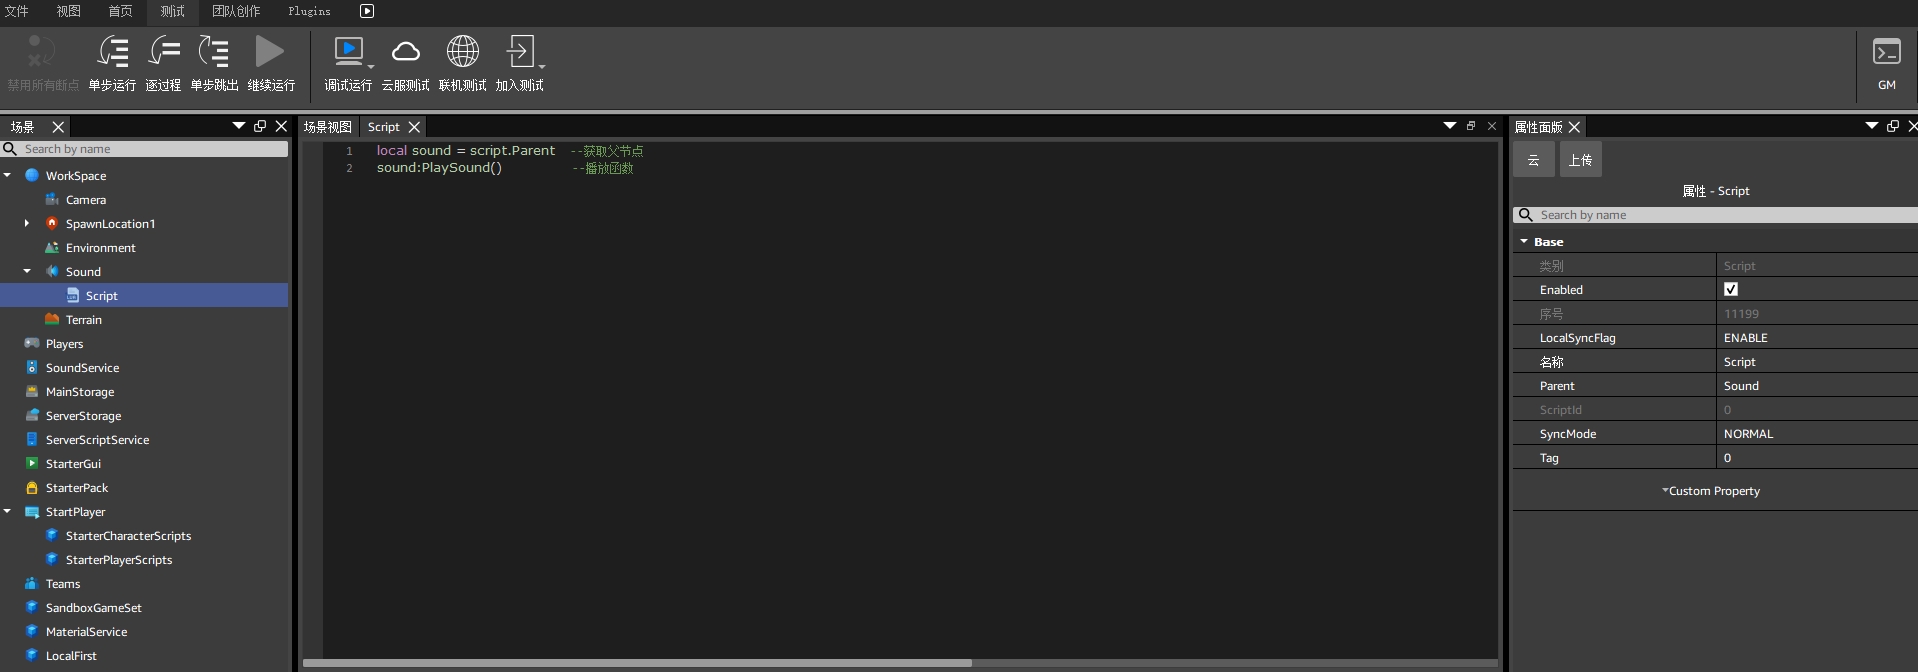 文件 视图 首页 测试 团队创作 Plugins
禁用所有断点 单步运行 逐过程 单步跳出 继续运行 调试运行 云服测试 联机测试 加入测试 GM
场景
Search by name
WorkSpace
Camera
SpawnLocation1
Environment
Sound
Script
Terrain
Players
SoundService
MainStorage
ServerStorage
ServerScriptService
StarterGui
StarterPack
StartPlayer
StarterCharacterScripts
StarterPlayerScripts
Teams
SandboxGameSet
MaterialService
LocalFirst
场景视图 Script
1 local sound = script.Parent --获取父节点
2 sound:PlaySound() --播放函数
属性面版
云 上传
属性 - Script
Search by name
Base
类别 Script
Enabled
序号 11199
LocalSyncFlag ENABLE
名称 Script
Parent Sound
ScriptId 0
SyncMode NORMAL
Tag 0
Custom Property